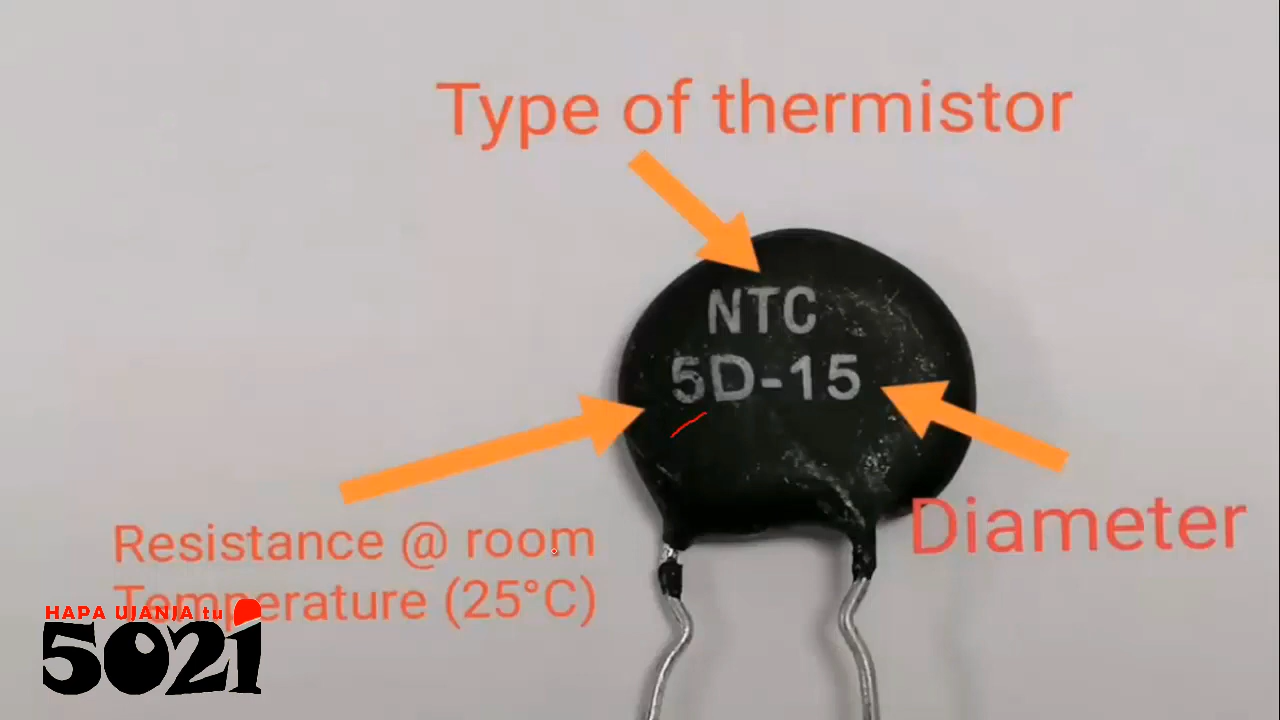 Type of thermistor
NTC
5D-15
Diameter
Resistance @ room
Temperature (25°C)
HAPA UJANJA tu
5021